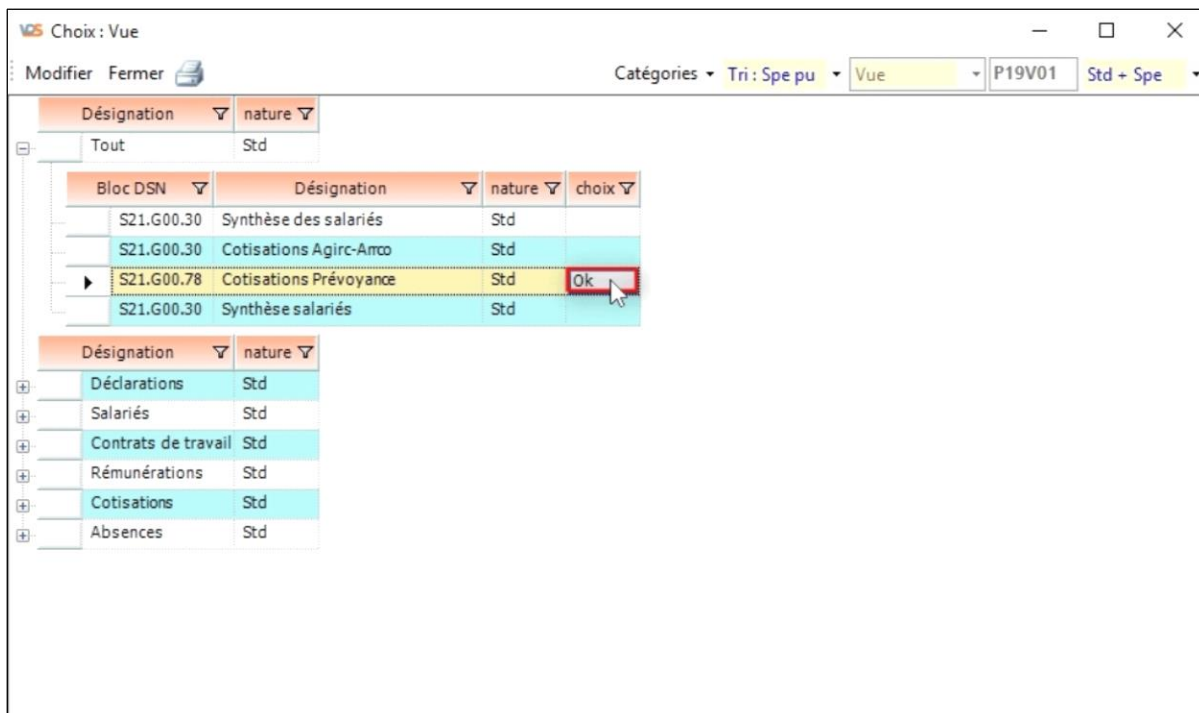 VDS Choix : Vue
Modifier Fermer Catégories Tri : Spe pu Vue P19V01 Std + Spe
Désignation nature
Tout Std
Bloc DSN Désignation nature choix
S21.G00.30 Synthèse des salariés Std
S21.G00.30 Cotisations Agirc-Arrco Std
S21.G00.78 Cotisations Prévoyance Std Ok
S21.G00.30 Synthèse salariés Std
Désignation nature
Déclarations Std
Salariés Std
Contrats de travail Std
Rémunérations Std
Cotisations Std
Absences Std